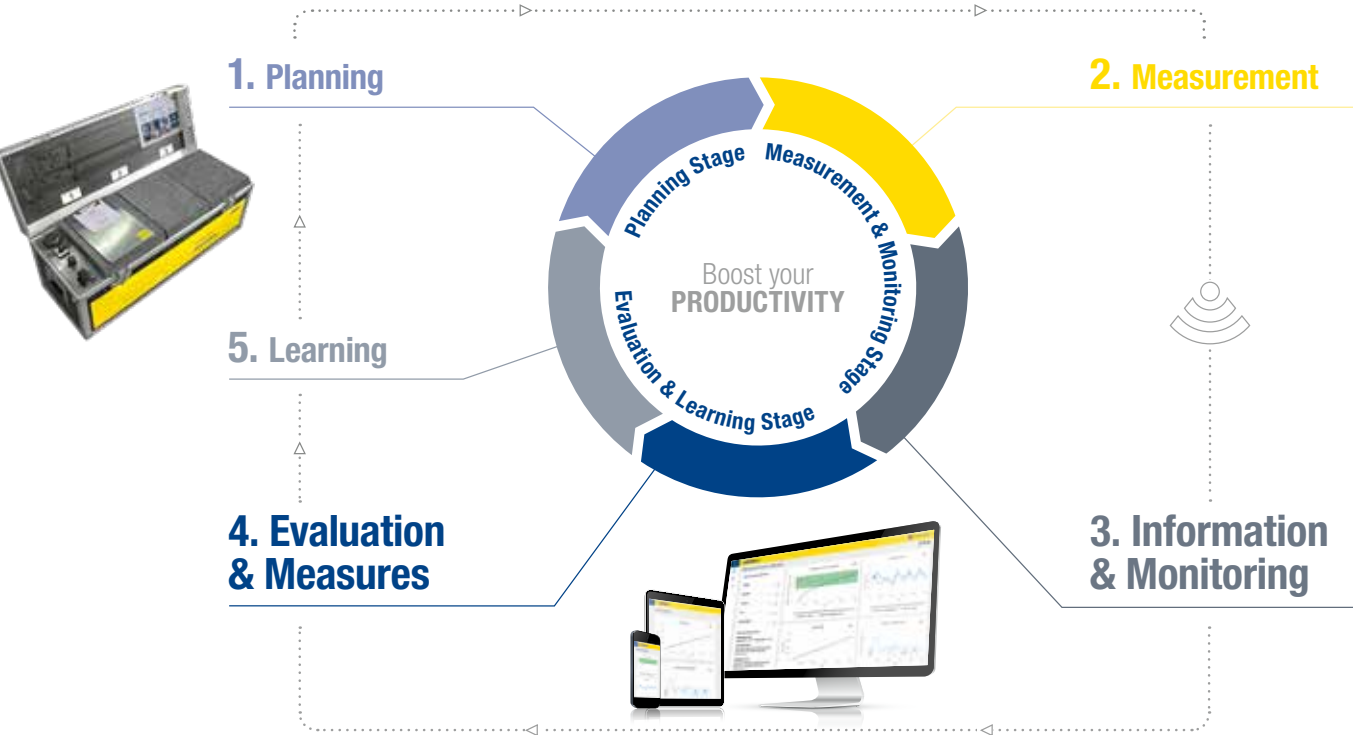 1. Planning
2. Measurement
Planning Stage
Measurement & Monitoring Stage
Boost your
PRODUCTIVITY
Evaluation & Learning Stage
5. Learning
4. Evaluation
& Measures
3. Information
& Monitoring